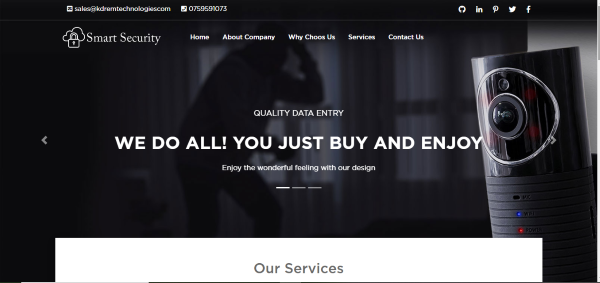 sales@kdremtechnologies.com 0759591073
Smart Security
Home About Company Why Choos Us Services Contact Us
QUALITY DATA ENTRY
WE DO ALL! YOU JUST BUY AND ENJOY
Enjoy the wonderful feeling with our design
Our Services